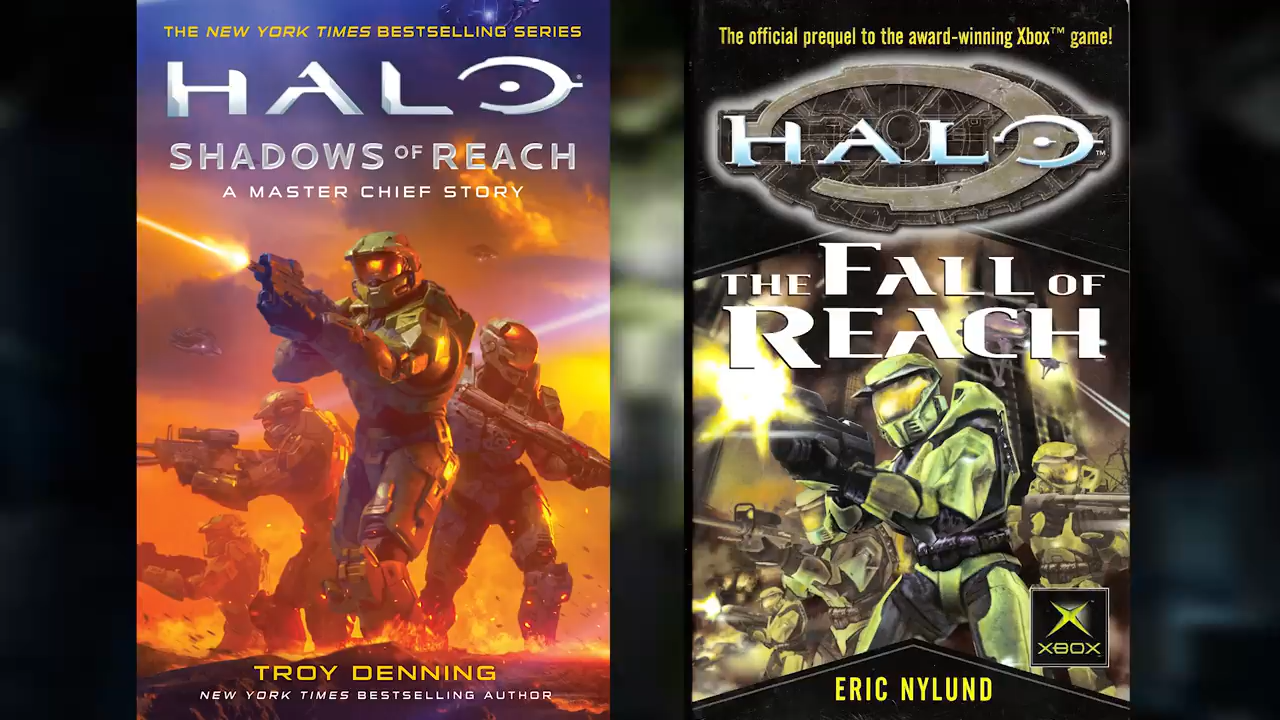 THE NEW YORK TIMES BESTSELLING SERIES
HALO
SHADOWS OF REACH
A MASTER CHIEF STORY
TROY DENNING
NEW YORK TIMES BESTSELLING AUTHOR
The official prequel to the award-winning Xbox™ game!
HALO™
THE FALL OF
REACH
XBOX
ERIC NYLUND